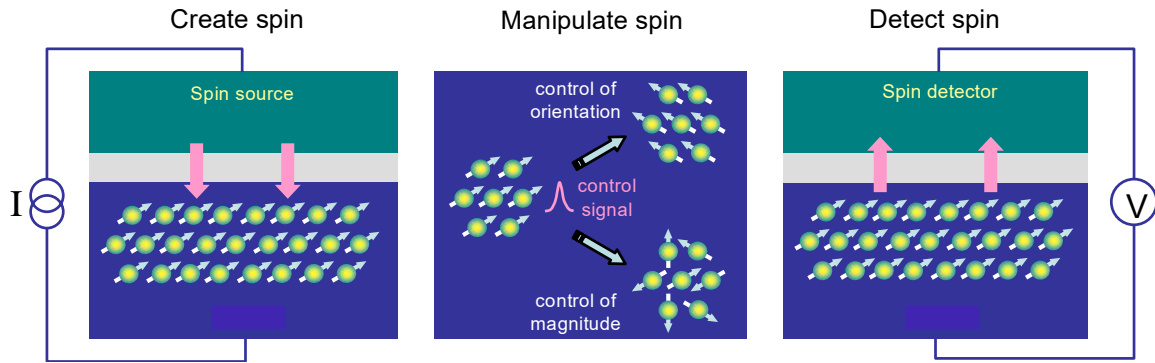 Create spin
Manipulate spin
Detect spin
Spin source
I
control of
orientation
control
signal
control of
magnitude
Spin detector
V